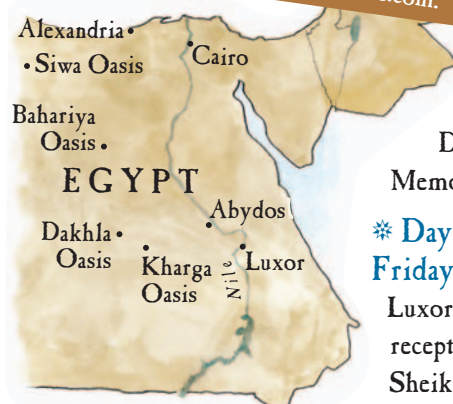 Alexandria
Siwa Oasis
Cairo
Bahariya
Oasis
EGYPT
Abydos
Dakhla
Oasis
Kharga
Oasis
Nile
Luxor
Memo
Day
Friday
Luxor
recept
Sheik